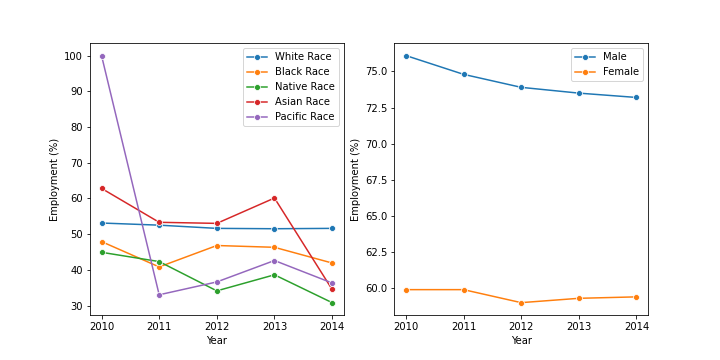 White Race
Black Race
Native Race
Asian Race
Pacific Race
100
90
80
70
60
50
40
30
Employment (%)
2010 2011 2012 2013 2014
Year
Male
Female
75.0
72.5
70.0
67.5
65.0
62.5
60.0
Employment (%)
2010 2011 2012 2013 2014
Year